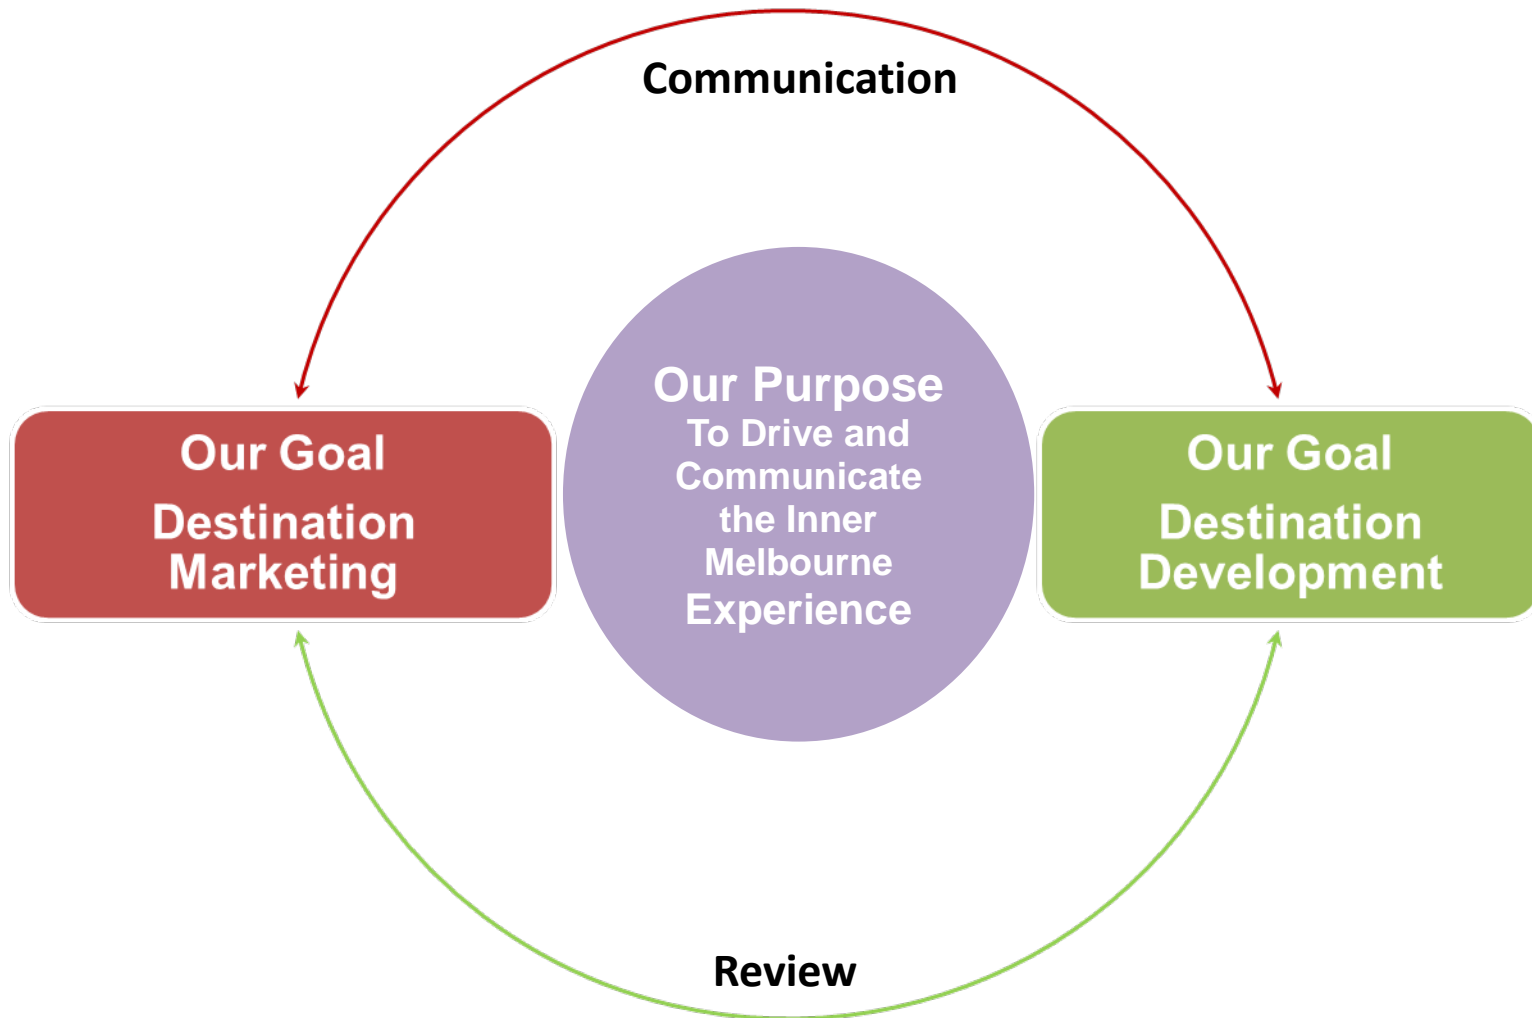 Communication
Our Goal
Destination
Marketing
Our Purpose
To Drive and
Communicate
the Inner
Melbourne
Experience
Our Goal
Destination
Development
Review